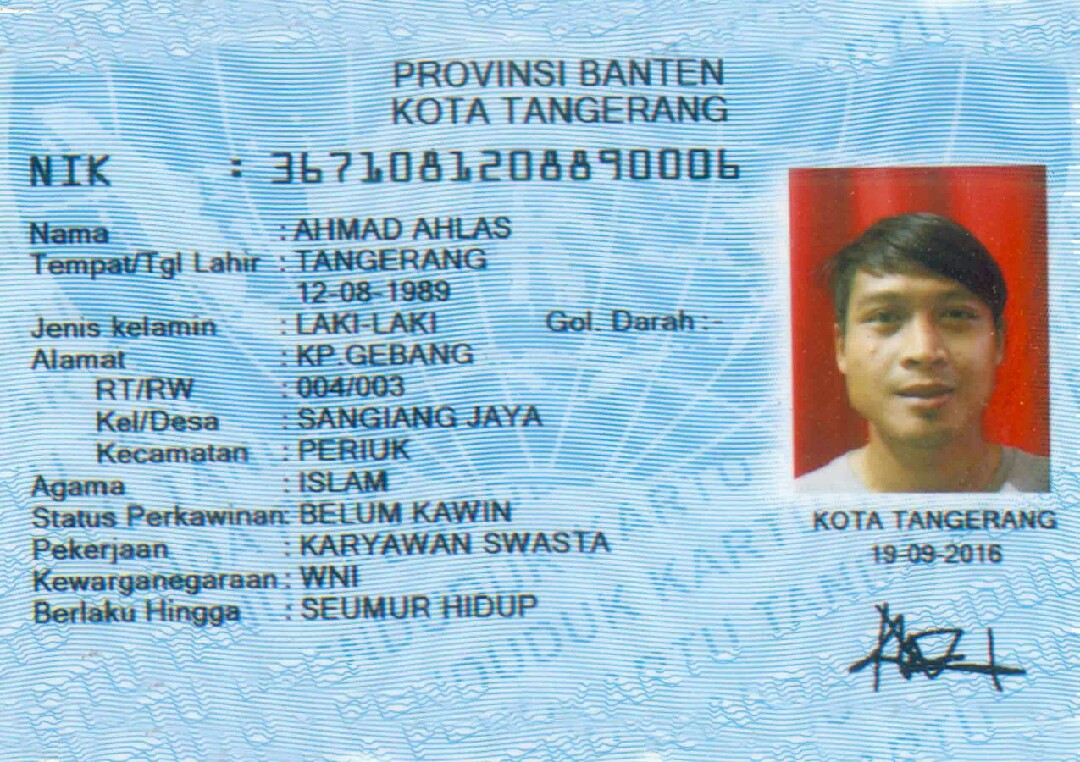 PROVINSI BANTEN
KOTA TANGERANG
NIK : 3671081208890006
Nama : AHMAD AHLAS
Tempat/Tgl Lahir : TANGERANG
12-08-1989
Jenis kelamin : LAKI-LAKI Gol. Darah : -
Alamat : KP.GEBANG
RT/RW : 004/003
Kel/Desa : SANGIANG JAYA
Kecamatan : PERIUK
Agama : ISLAM
Status Perkawinan: BELUM KAWIN
Pekerjaan : KARYAWAN SWASTA
Kewarganegaraan : WNI
Berlaku Hingga : SEUMUR HIDUP
KOTA TANGERANG
19-09-2016